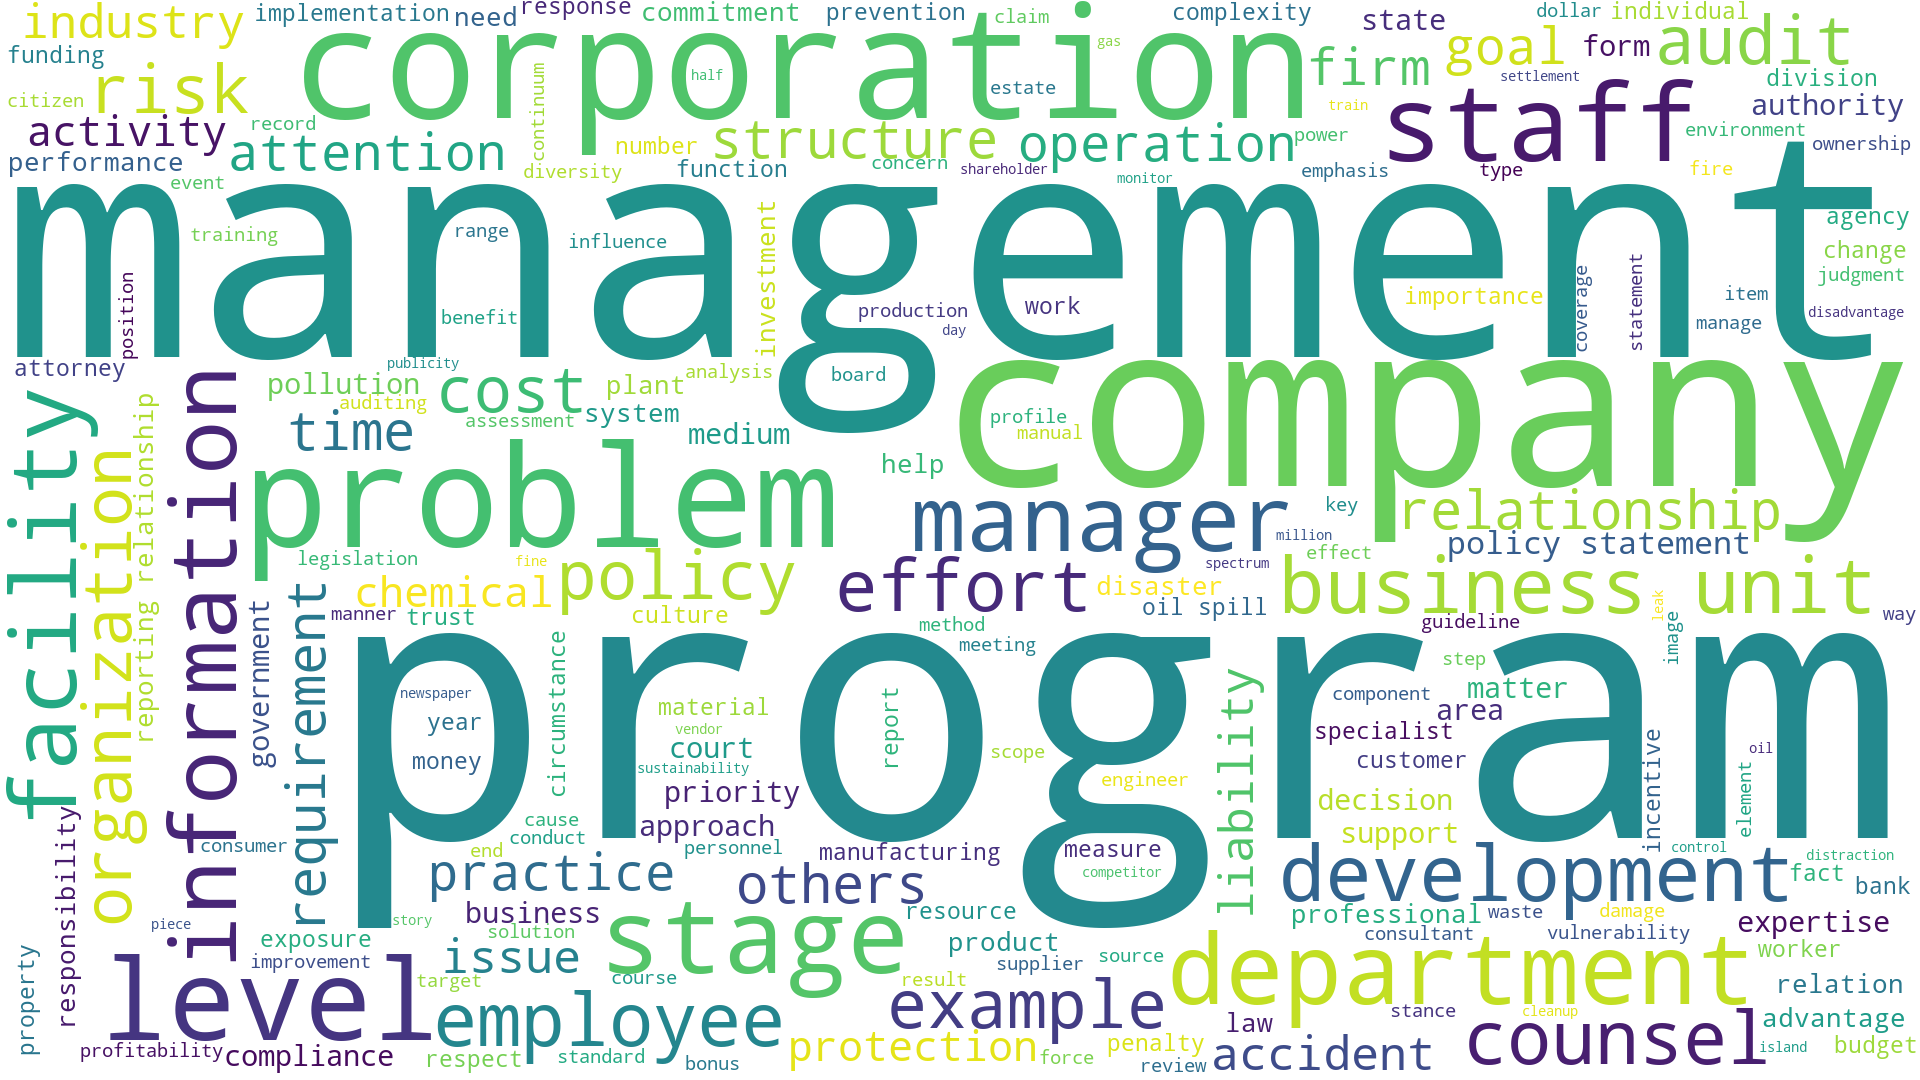 industry
implementation
need
response
commitment
prevention
claim
complexity
state
dollar
individual
funding
corporation
gas
firm
goal
form
audit
risk
continuum
half
estate
settlement
division
citizen
train
staff
authority
activity
record
number
structure
operation
power
environment
attention
performance
diversity
function
concern
shareholder
monitor
emphasis
type
fire
ownership
event
management
agency
training
range
influence
investment
change
judgment
position
benefit
production
day
work
importance
coverage
statement
item
manage
disadvantage
attorney
publicity
pollution
cost
plant
analysis
board
company
auditing
assessment
system
profile
manual
facility
organization
reporting relationship
information
time
medium
help
problem
manager
key
relationship
million
policy statement
legislation
fine
policy
effort
spectrum
effect
business unit
chemical
disaster
requirement
government
manner
trust
culture
method
oil spill
guideline
leak
image
way
meeting
program
circumstance
step
newspaper
material
report
liability
component
matter
year
vendor
area
court
scope
specialist
money
sustainability
customer
incentive
oil
engineer
priority
decision
element
responsibility
cause
approach
support
consumer
conduct
end
personnel
manufacturing
measure
control
distraction
practice
others
competitor
development
fact
bank
story
business
stage
resource
professional
waste
damage
expertise
piece
solution
consultant
vulnerability
exposure
issue
product
department
worker
property
improvement
supplier
source
level
target
course
result
relation
employee
example
stance
cleanup
advantage
law
counsel
profitability
compliance
respect
standard
bonus
protection
force
penalty
review
accident
island
budget